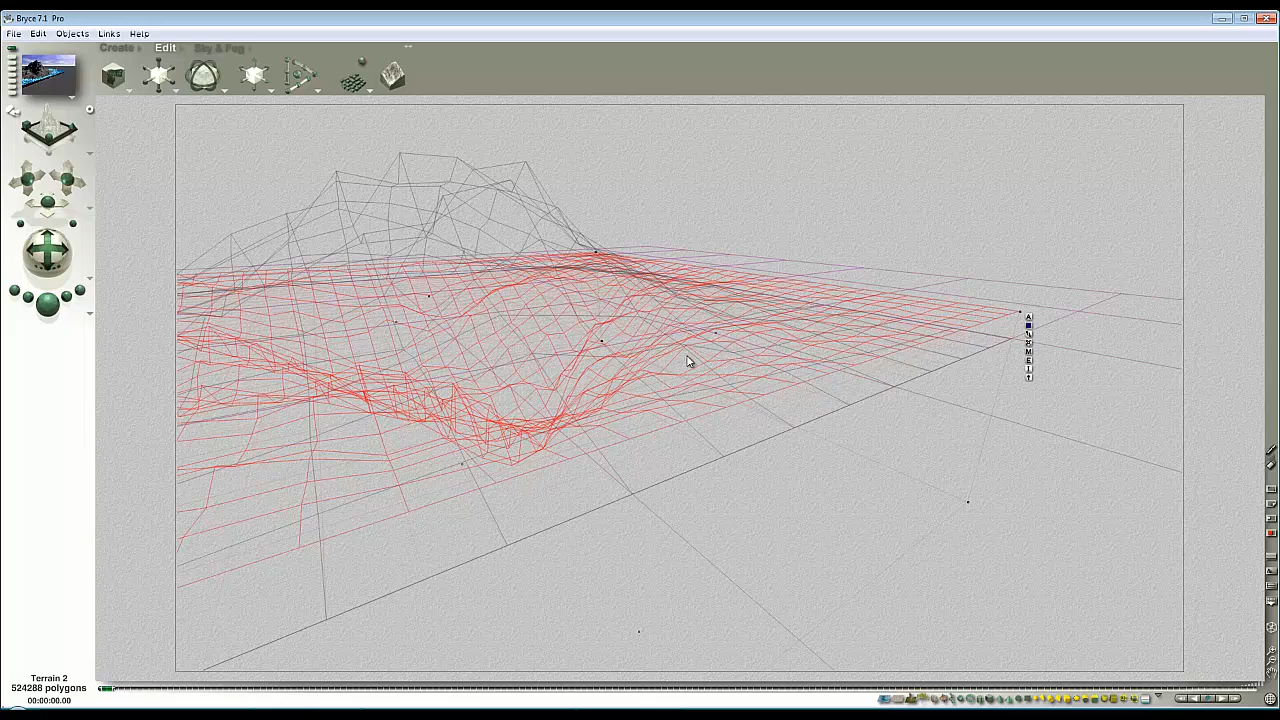 Bryce 7.1 Pro
File Edit Objects Links Help
Create Edit Sky & Fog
A
M
E
Terrain 2
524288 polygons
00:00:00.00